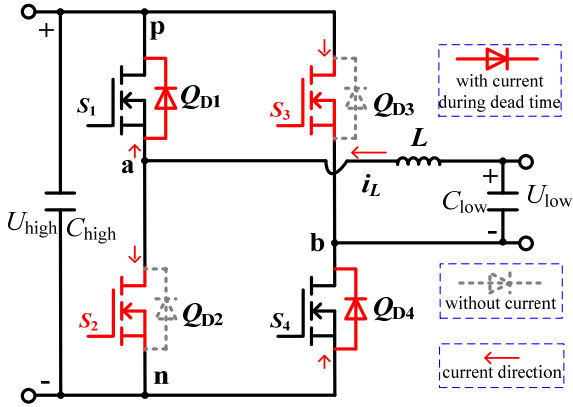 p
+
S1
QD1
S3
QD3
with current
during dead time
a
L
iL
+
Uhigh
Chigh
Clow
Ulow
b
-
S2
QD2
S4
QD4
without current
-
n
current direction